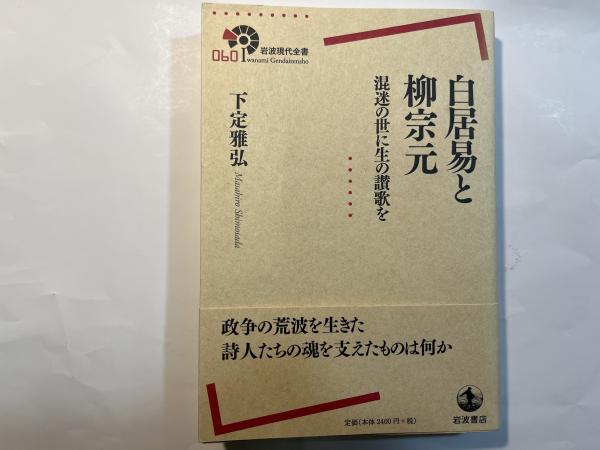 060
岩波現代全書
Iwanami Gendaizensho
白居易と
柳宗元
混迷の世に生の讃歌を
下定雅弘
Masahiro Shimosada
政争の荒波を生きた
詩人たちの魂を支えたものは何か
定価(本体2400円+税)
岩波書店